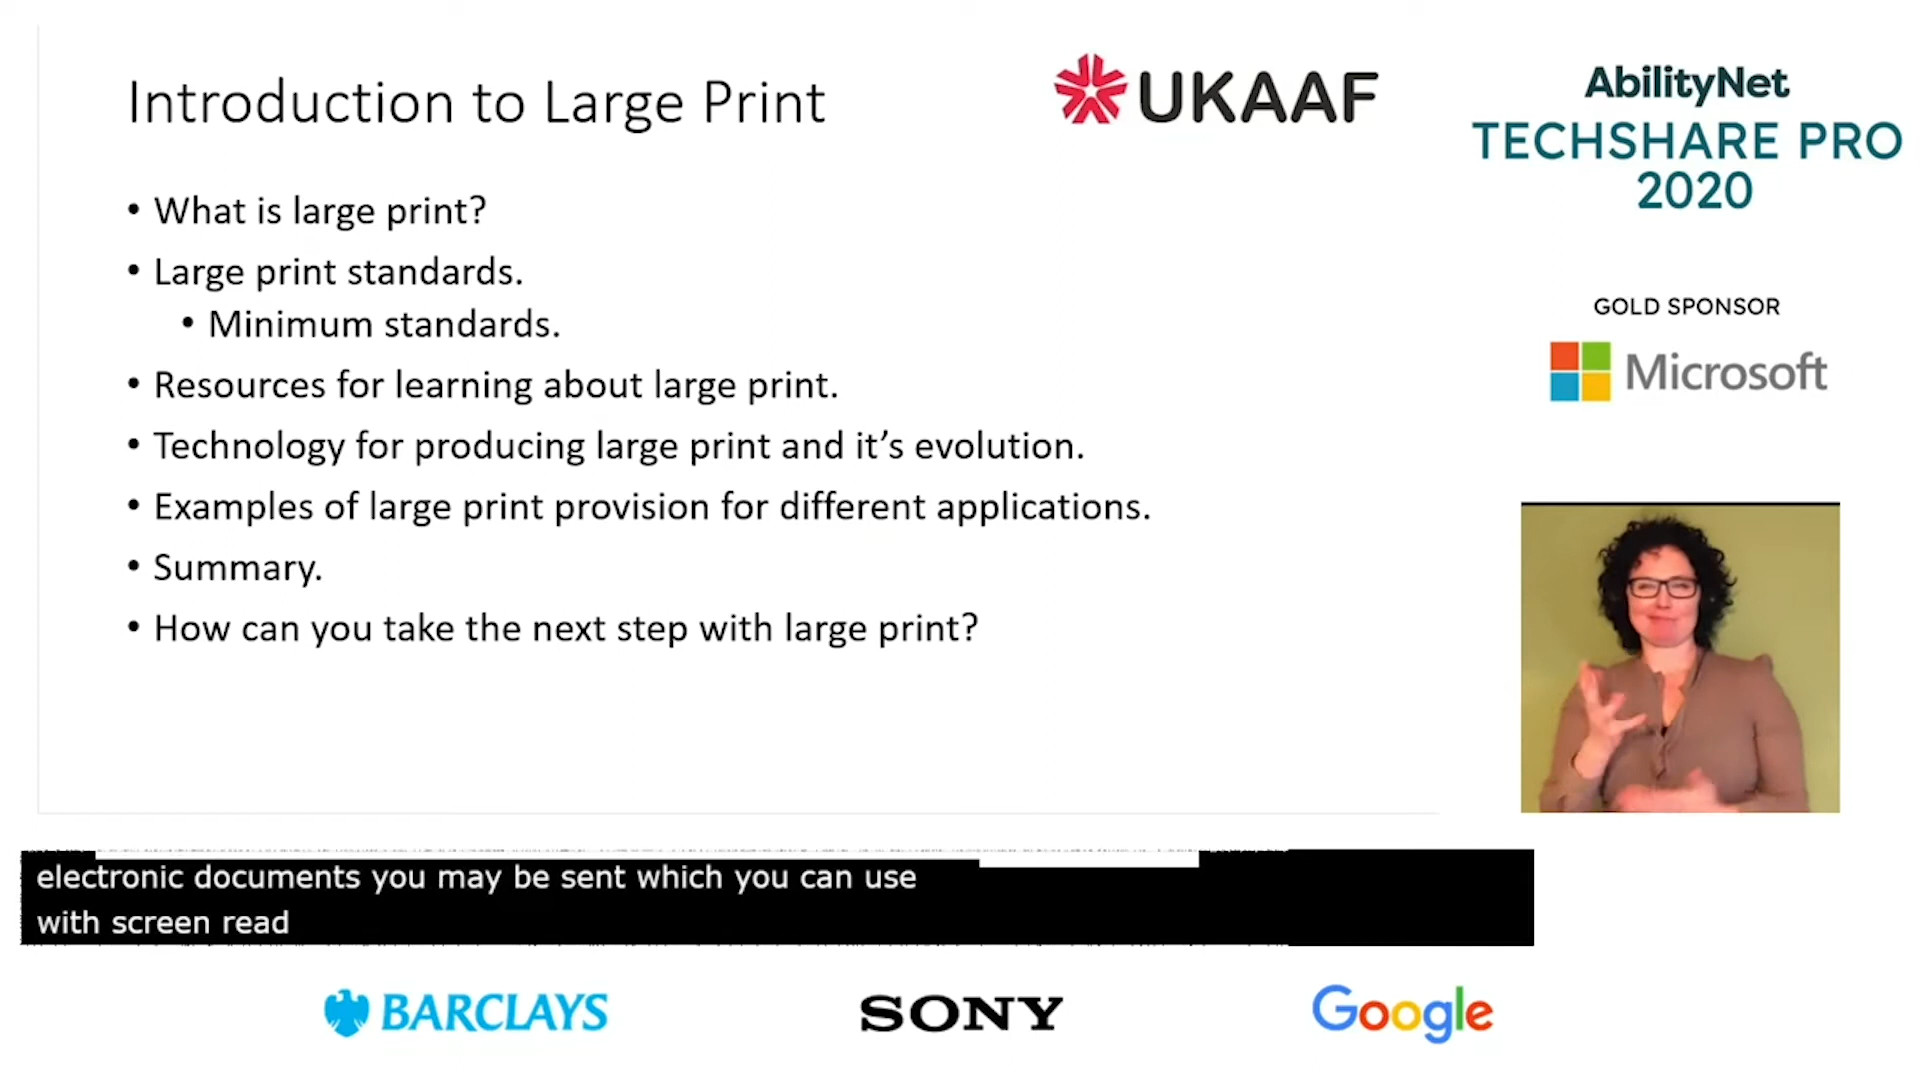 Introduction to Large Print
UKAAF
AbilityNet
TECHSHARE PRO
2020
• What is large print?
• Large print standards.
• Minimum standards.
• Resources for learning about large print.
• Technology for producing large print and it’s evolution.
• Examples of large print provision for different applications.
• Summary.
• How can you take the next step with large print?
GOLD SPONSOR
Microsoft
electronic documents you may be sent which you can use
with screen read
BARCLAYS
SONY
Google